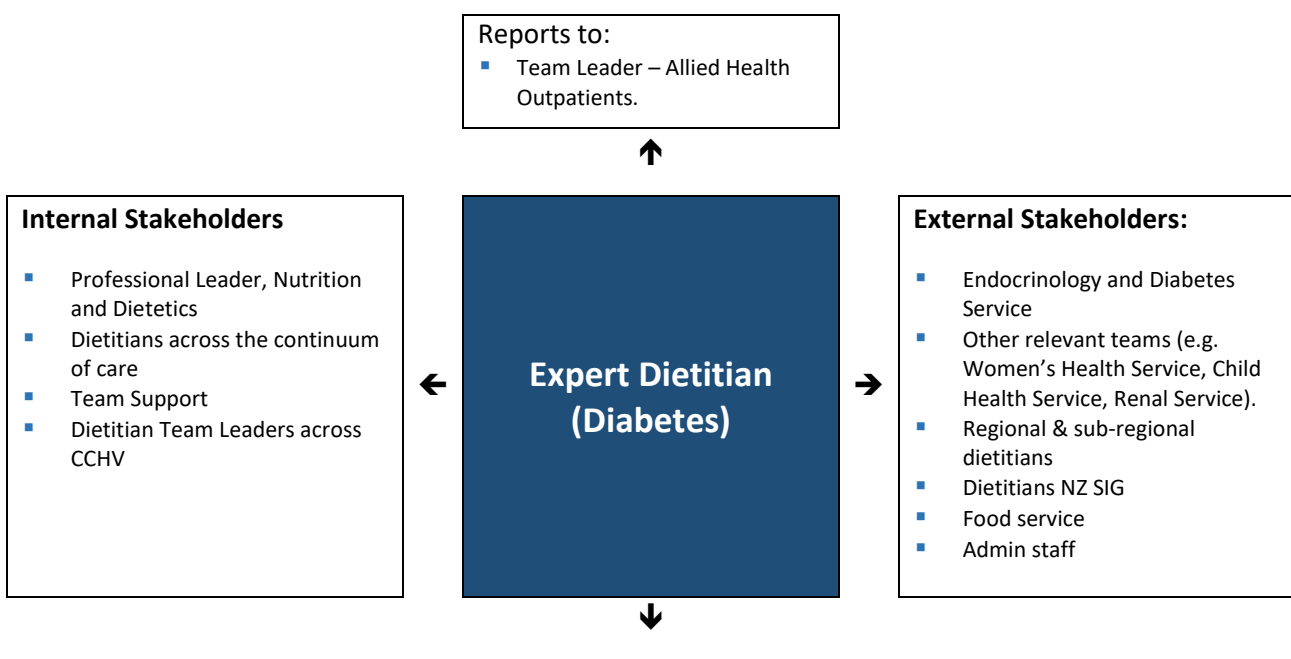 Reports to:
▪ Team Leader – Allied Health
Outpatients.
🡹
Internal Stakeholders
▪ Professional Leader, Nutrition
and Dietetics
▪ Dietitians across the continuum
of care
▪ Team Support
▪ Dietitian Team Leaders across
CCHV
🡸
Expert Dietitian
(Diabetes)
🡺
External Stakeholders:
▪ Endocrinology and Diabetes
Service
▪ Other relevant teams (e.g.
Women’s Health Service, Child
Health Service, Renal Service).
▪ Regional & sub-regional
dietitians
▪ Dietitians NZ SIG
▪ Food service
▪ Admin staff
🡻